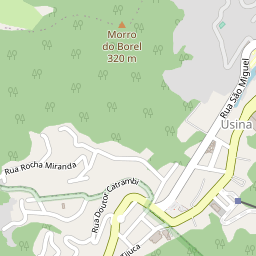 Morro
do Borel
320 m
Rua São Miguel
Usina
Rua Rocha Miranda
Rua Doutor Catrambi
Tijuca